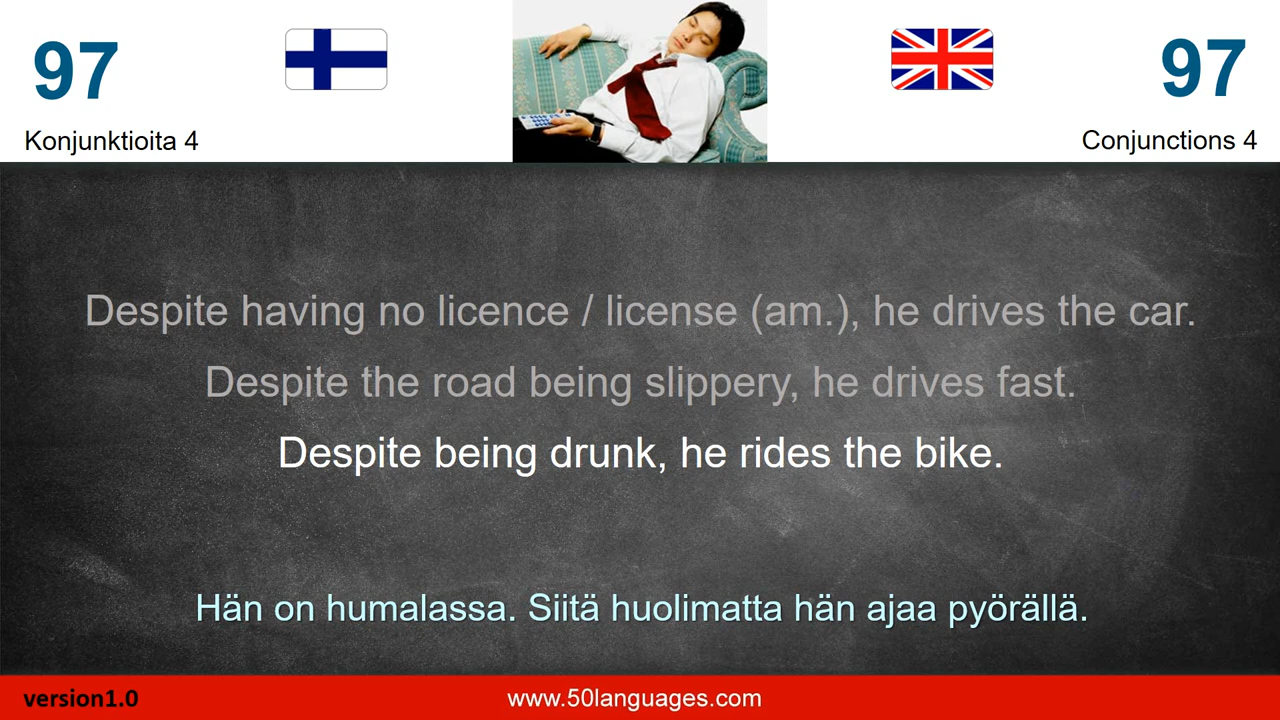 97
97
Konjunktioita 4
Conjunctions 4
Despite having no licence / license (am.), he drives the car.
Despite the road being slippery, he drives fast.
Despite being drunk, he rides the bike.
Hän on humalassa. Siitä huolimatta hän ajaa pyörällä.
version1.0
www.50languages.com